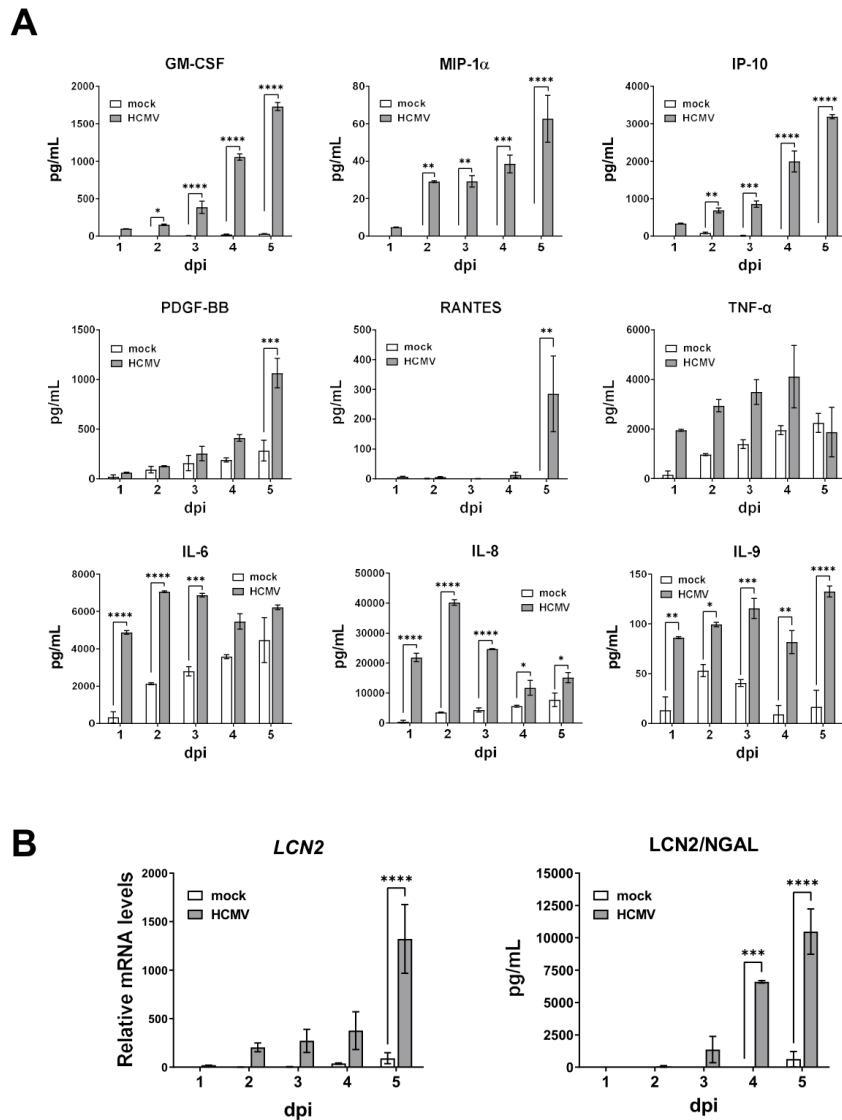 A
GM-CSF
mock
HCMV
pg/mL
2000
1500
1000
500
0
*
****
****
****
1 2 3 4 5
dpi
MIP-1α
mock
HCMV
pg/mL
80
60
40
20
0
**
**
***
****
1 2 3 4 5
dpi
IP-10
mock
HCMV
pg/mL
4000
3000
2000
1000
0
**
***
****
****
1 2 3 4 5
dpi
PDGF-BB
mock
HCMV
pg/mL
1500
1000
500
0
***
1 2 3 4 5
dpi
RANTES
mock
HCMV
pg/mL
500
400
300
200
100
0
**
1 2 3 4 5
dpi
TNF-α
mock
HCMV
pg/mL
6000
4000
2000
0
1 2 3 4 5
dpi
IL-6
mock
HCMV
pg/mL
8000
6000
4000
2000
0
****
****
***
1 2 3 4 5
dpi
IL-8
mock
HCMV
pg/mL
50000
40000
30000
20000
10000
0
****
****
****
*
*
1 2 3 4 5
dpi
IL-9
mock
HCMV
pg/mL
150
100
50
0
**
*
***
**
****
1 2 3 4 5
dpi
B
LCN2
mock
HCMV
Relative mRNA levels
2000
1500
1000
500
0
****
1 2 3 4 5
dpi
LCN2/NGAL
mock
HCMV
pg/mL
15000
12500
10000
7500
5000
2500
0
***
****
1 2 3 4 5
dpi